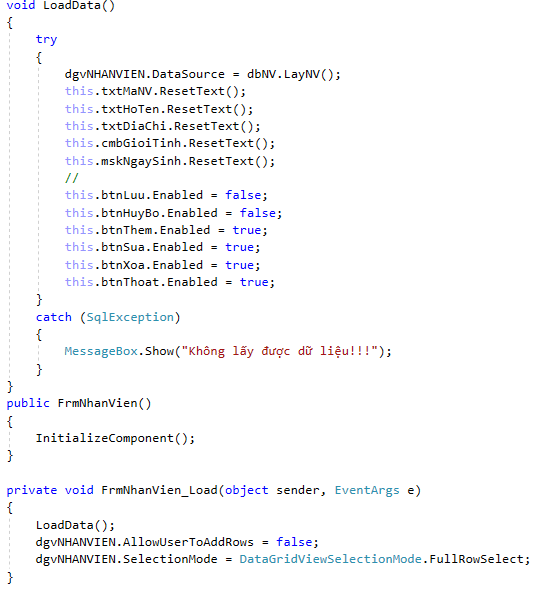 void LoadData()
{
try
{
dgvNHANVIEN.DataSource = dbNV.LayNV();
this.txtMaNV.ResetText();
this.txtHoTen.ResetText();
this.txtDiaChi.ResetText();
this.cmbGioiTinh.ResetText();
this.mskNgaySinh.ResetText();
//
this.btnLuu.Enabled = false;
this.btnHuyBo.Enabled = false;
this.btnThem.Enabled = true;
this.btnSua.Enabled = true;
this.btnXoa.Enabled = true;
this.btnThoat.Enabled = true;
}
catch (SqlException)
{
MessageBox.Show("Không lấy được dữ liệu!!!");
}
}
public FrmNhanVien()
{
InitializeComponent();
}
private void FrmNhanVien_Load(object sender, EventArgs e)
{
LoadData();
dgvNHANVIEN.AllowUserToAddRows = false;
dgvNHANVIEN.SelectionMode = DataGridViewSelectionMode.FullRowSelect;
}